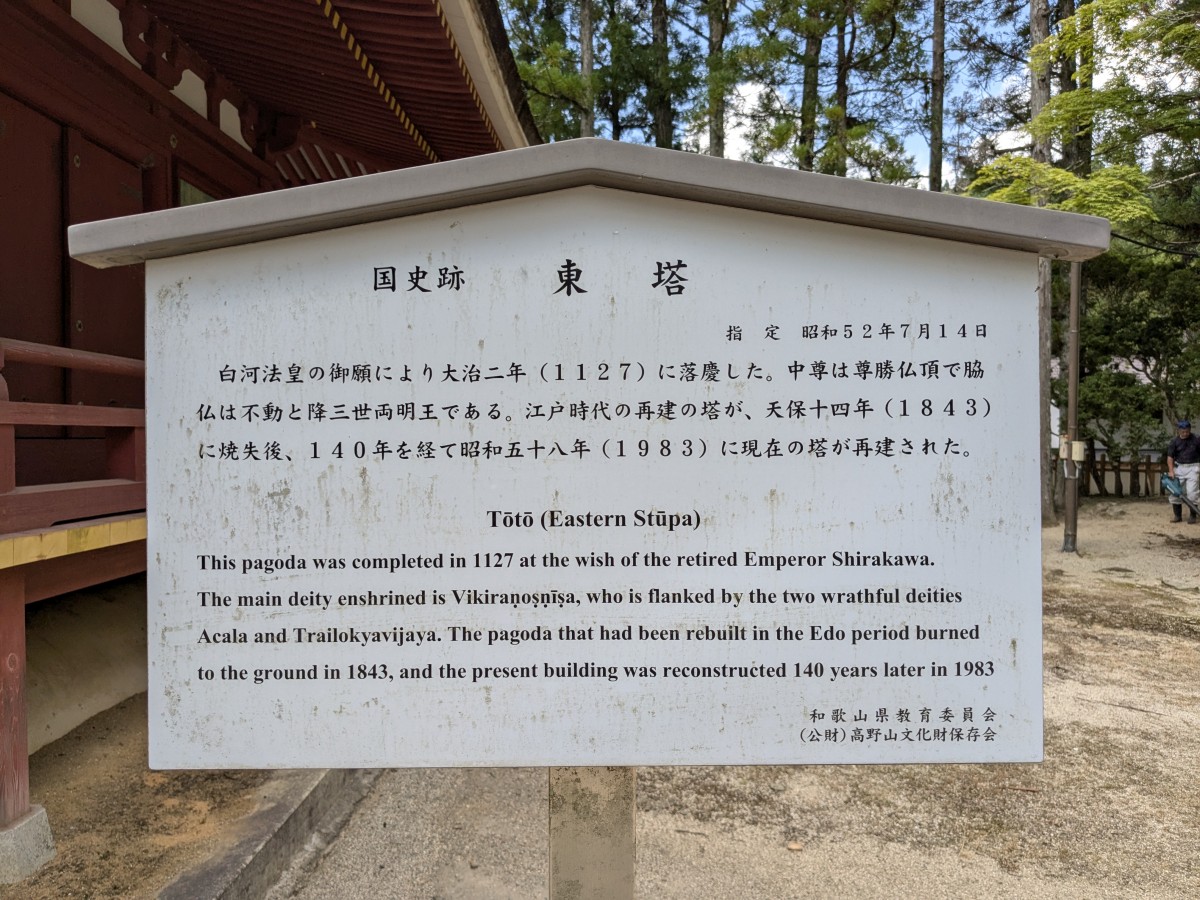 国史跡 東 塔
指 定 昭和52年7月14日
白河法皇の御願により大治二年（1127）に落慶した。中尊は尊勝仏頂で脇
仏は不動と降三世両明王である。江戸時代の再建の塔が、天保十四年（1843）
に焼失後、140年を経て昭和五十八年（1983）に現在の塔が再建された。
Tōtō (Eastern Stūpa)
This pagoda was completed in 1127 at the wish of the retired Emperor Shirakawa.
The main deity enshrined is Vikiraṇoṣṇīṣa, who is flanked by the two wrathful deities
Acala and Trailokyavijaya. The pagoda that had been rebuilt in the Edo period burned
to the ground in 1843, and the present building was reconstructed 140 years later in 1983
和歌山県教育委員会
(公財)高野山文化財保存会